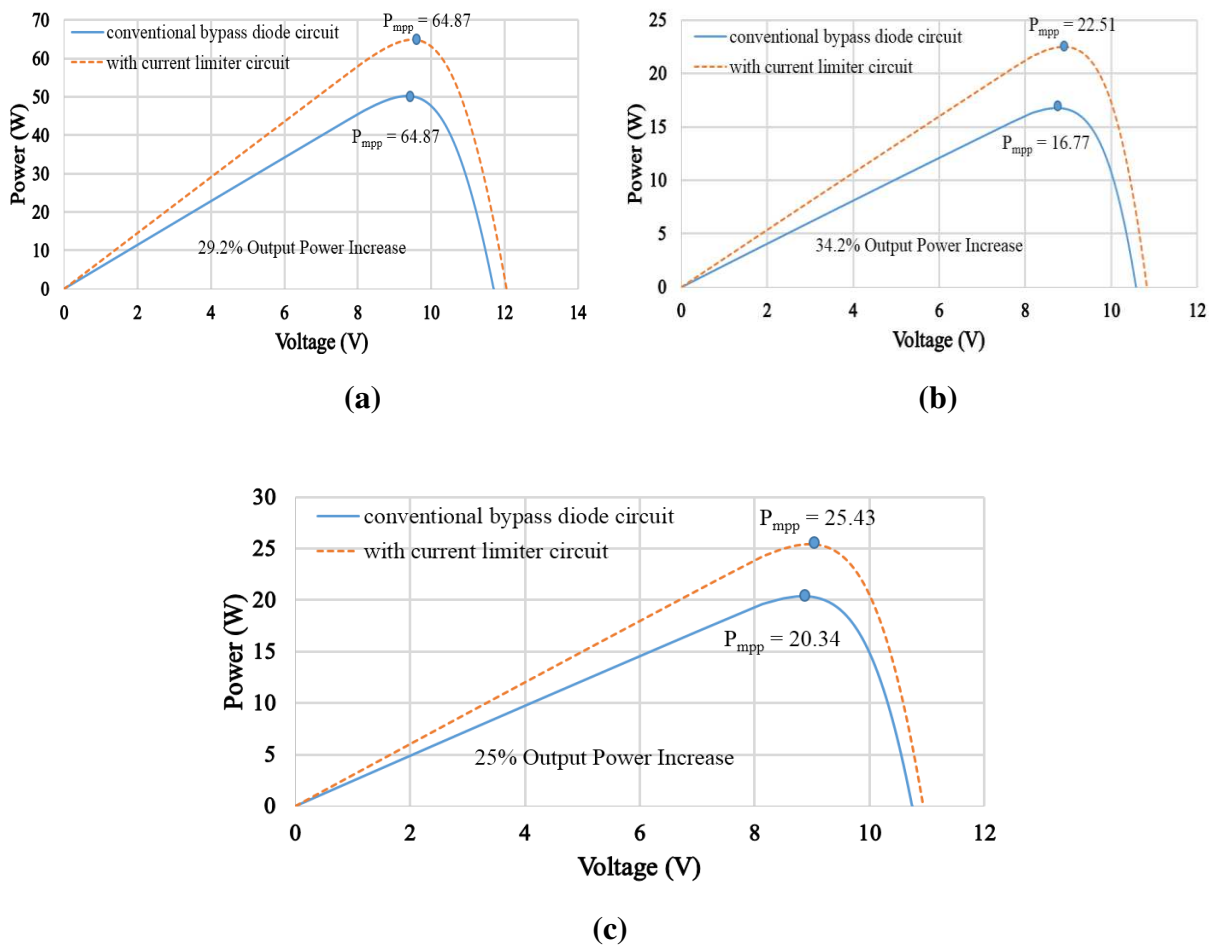 70
60
50
40
30
20
10
0
Power (W)
conventional bypass diode circuit
with current limiter circuit
Pmpp = 64.87
Pmpp = 64.87
29.2% Output Power Increase
0 2 4 6 8 10 12 14
Voltage (V)
(a)
25
20
15
10
5
0
Power (W)
conventional bypass diode circuit
with current limiter circuit
Pmpp = 22.51
Pmpp = 16.77
34.2% Output Power Increase
0 2 4 6 8 10 12
Voltage (V)
(b)
30
25
20
15
10
5
0
Power (W)
conventional bypass diode circuit
with current limiter circuit
Pmpp = 25.43
Pmpp = 20.34
25% Output Power Increase
0 2 4 6 8 10 12
Voltage (V)
(c)